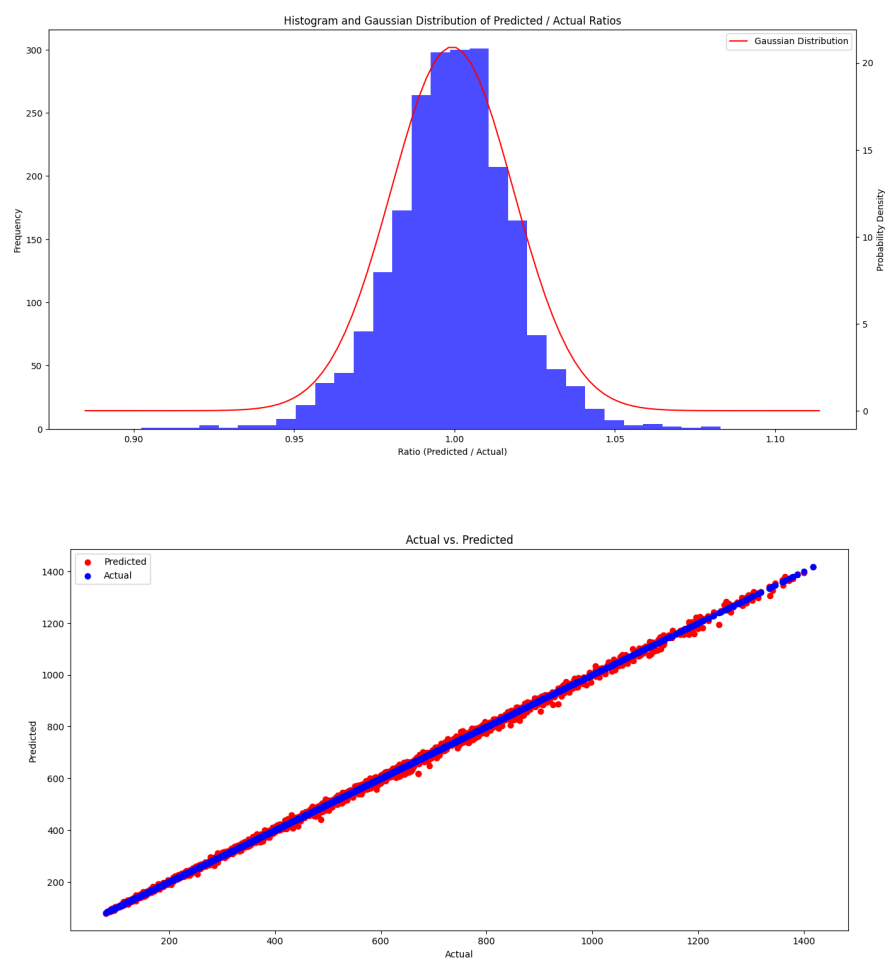 Histogram and Gaussian Distribution of Predicted / Actual Ratios
Gaussian Distribution
300
250
200
150
100
50
0
Frequency
20
15
10
5
0
Probability Density
0.90 0.95 1.00 1.05 1.10
Ratio (Predicted / Actual)
Actual vs. Predicted
Predicted
Actual
1400
1200
1000
800
600
400
200
Predicted
200 400 600 800 1000 1200 1400
Actual